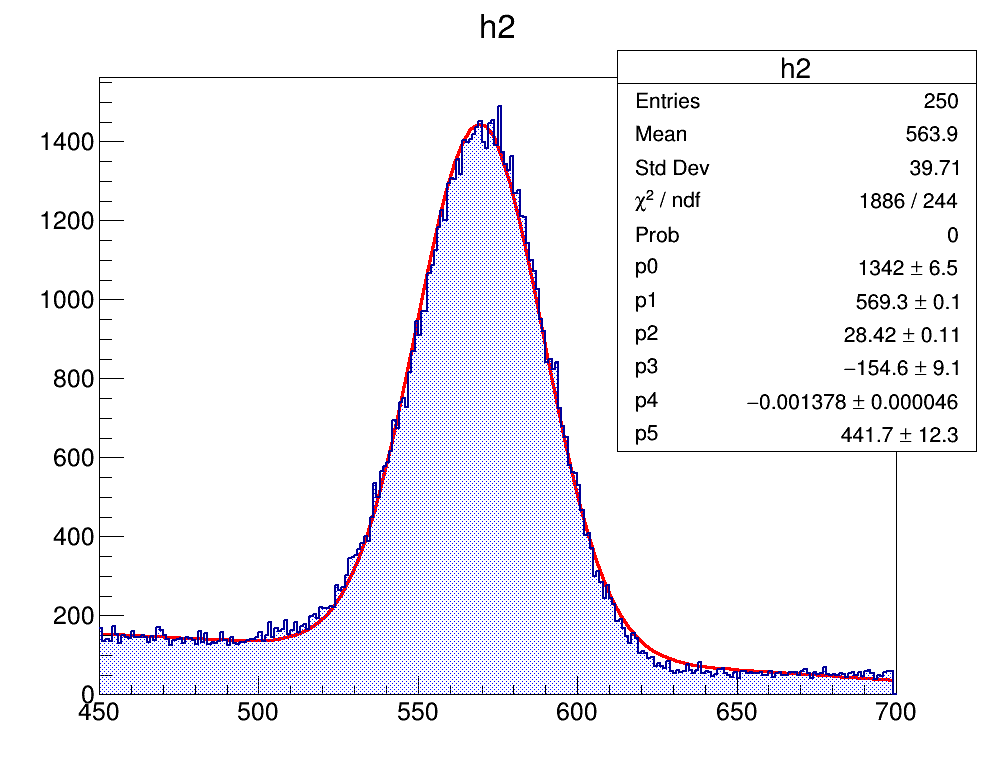 h2
h2
Entries 250
Mean 563.9
Std Dev 39.71
χ² / ndf 1886 / 244
Prob 0
p0 1342 ± 6.5
p1 569.3 ± 0.1
p2 28.42 ± 0.11
p3 −154.6 ± 9.1
p4 −0.001378 ± 0.000046
p5 441.7 ± 12.3
1400
1200
1000
800
600
400
200
0
450 500 550 600 650 700